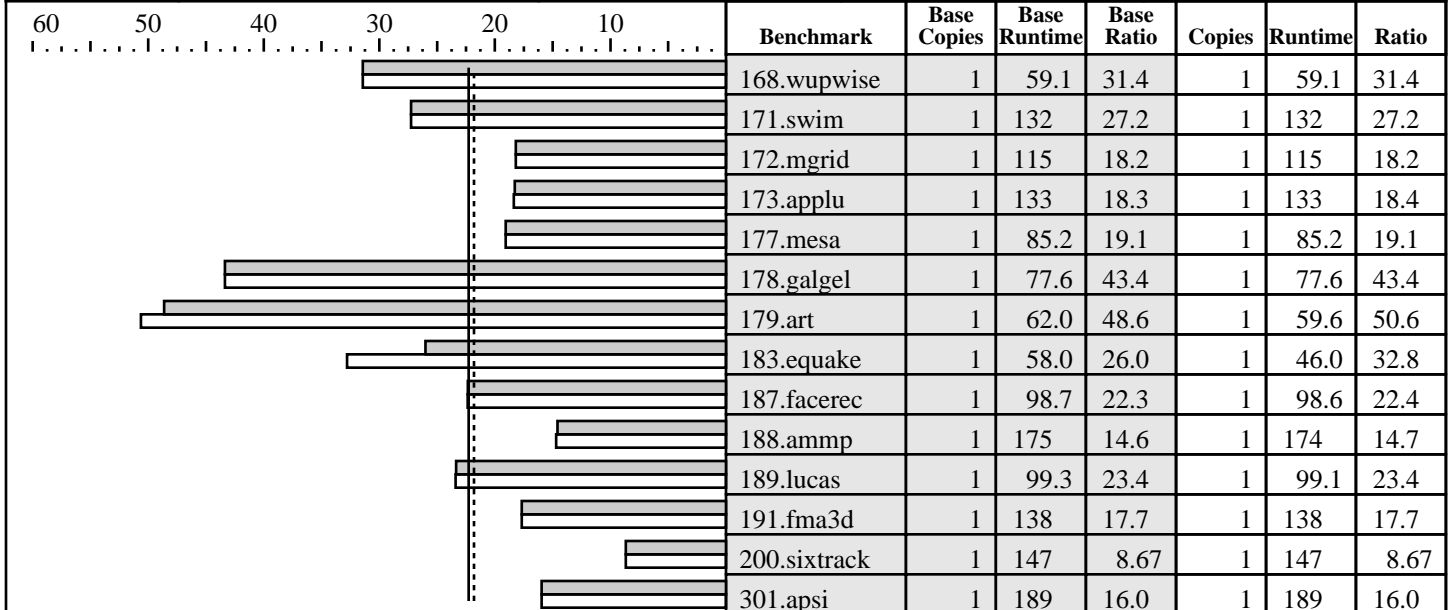 60 50 40 30 20 10
Benchmark Base Copies Base Runtime Base Ratio Copies Runtime Ratio
168.wupwise 1 59.1 31.4 1 59.1 31.4
171.swim 1 132 27.2 1 132 27.2
172.mgrid 1 115 18.2 1 115 18.2
173.applu 1 133 18.3 1 133 18.4
177.mesa 1 85.2 19.1 1 85.2 19.1
178.galgel 1 77.6 43.4 1 77.6 43.4
179.art 1 62.0 48.6 1 59.6 50.6
183.equake 1 58.0 26.0 1 46.0 32.8
187.facerec 1 98.7 22.3 1 98.6 22.4
188.ammp 1 175 14.6 1 174 14.7
189.lucas 1 99.3 23.4 1 99.1 23.4
191.fma3d 1 138 17.7 1 138 17.7
200.sixtrack 1 147 8.67 1 147 8.67
301.apsi 1 189 16.0 1 189 16.0